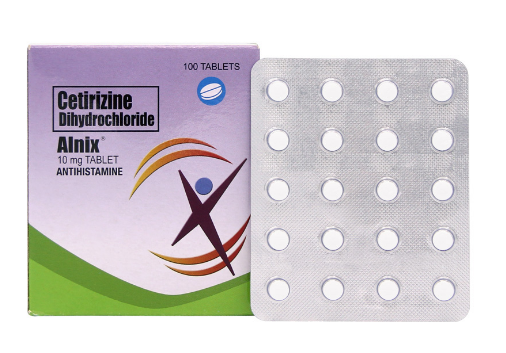 100 TABLETS
Cetirizine
Dihydrochloride
Alnix®
10 mg TABLET
ANTIHISTAMINE